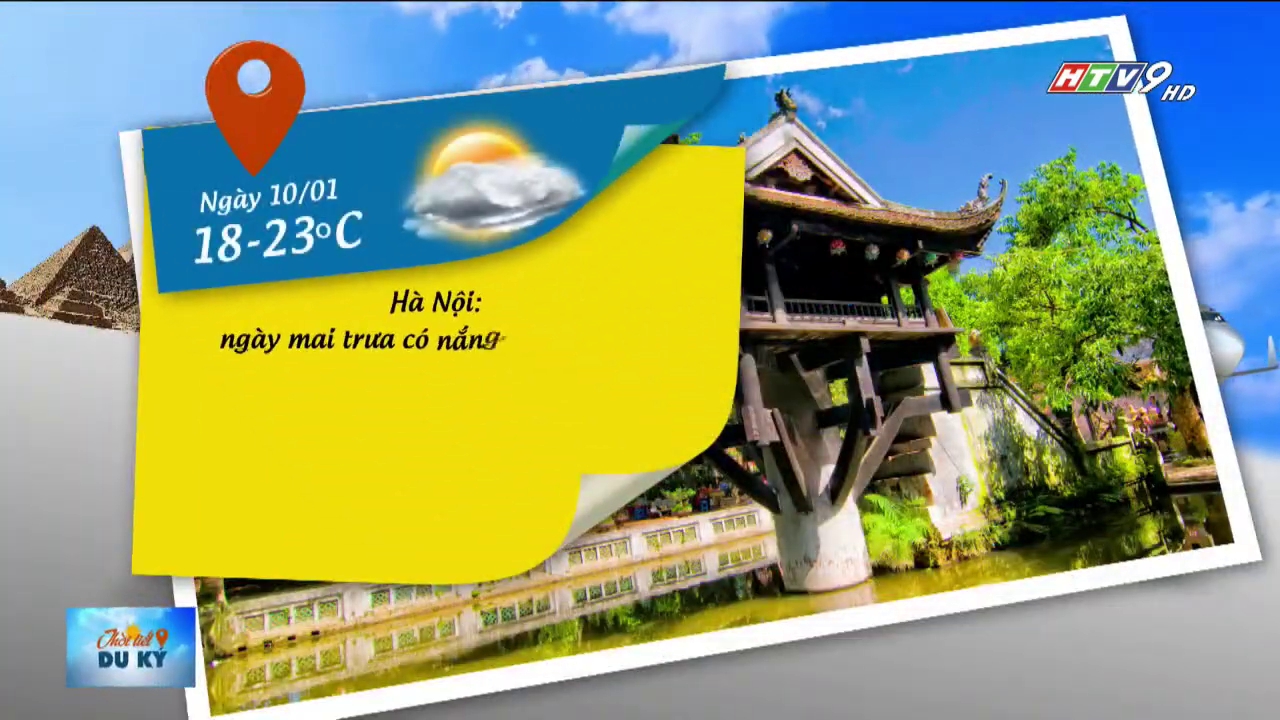 HTV9 HD
Ngày 10/01
18-23°C
Hà Nội:
ngày mai trưa có nắng
Thời tiết
DU KÝ